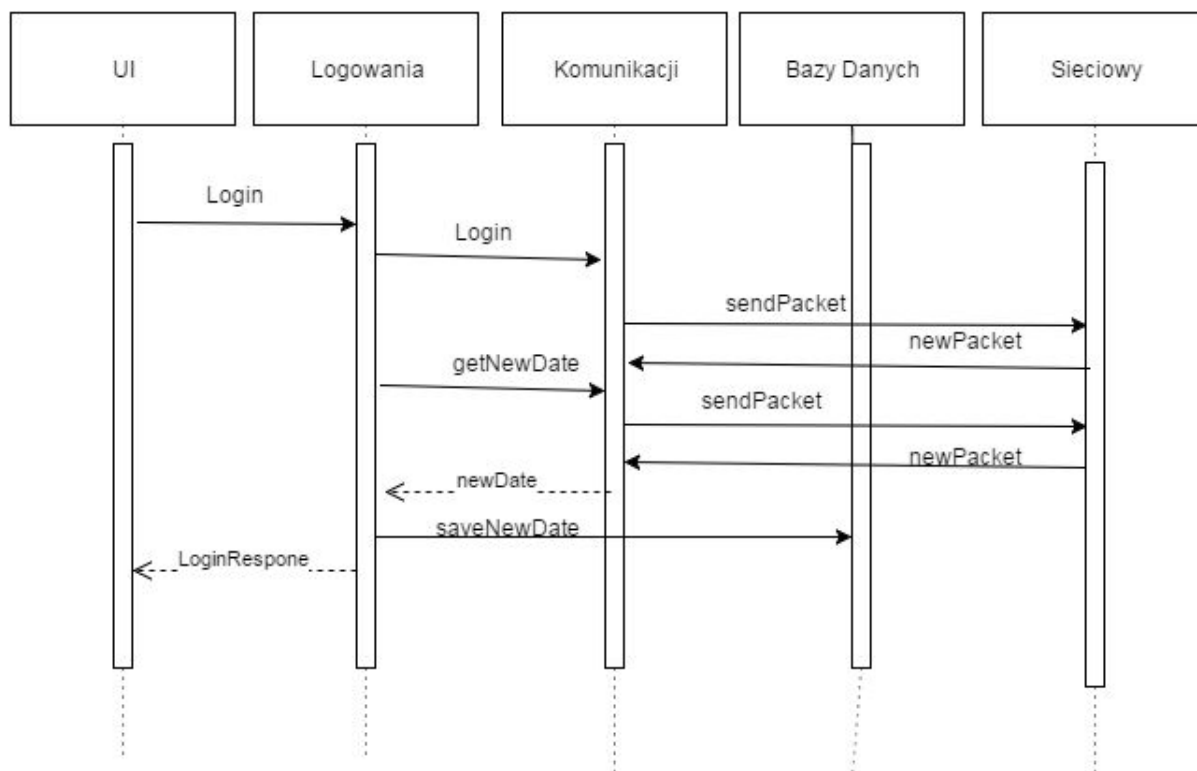 UI
Logowania
Komunikacji
Bazy Danych
Sieciowy
Login
Login
sendPacket
newPacket
getNewDate
sendPacket
newPacket
newDate
saveNewDate
LoginRespone